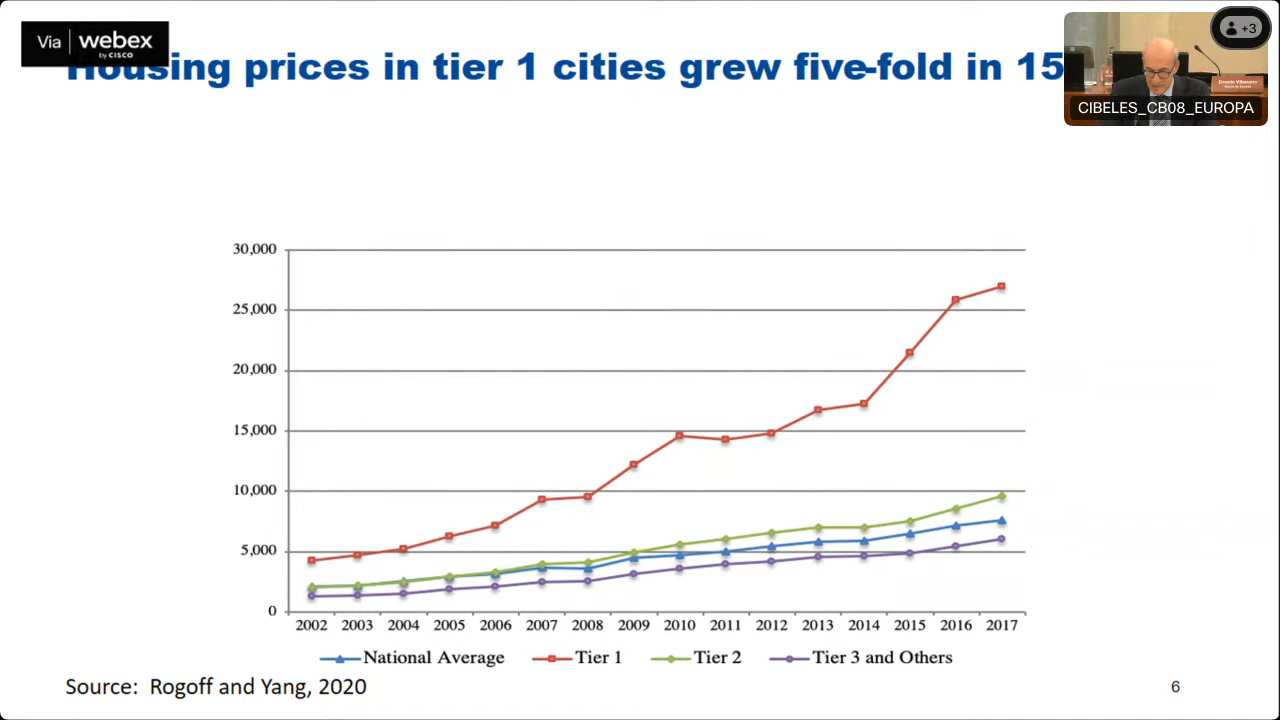 Via webex
by CISCO
Housing prices in tier 1 cities grew five-fold in 15
+3
Ernesto Villanueva
CIBELES_CB08_EUROPA
30,000
25,000
20,000
15,000
10,000
5,000
0
2002 2003 2004 2005 2006 2007 2008 2009 2010 2011 2012 2013 2014 2015 2016 2017
National Average Tier 1 Tier 2 Tier 3 and Others
Source: Rogoff and Yang, 2020
6